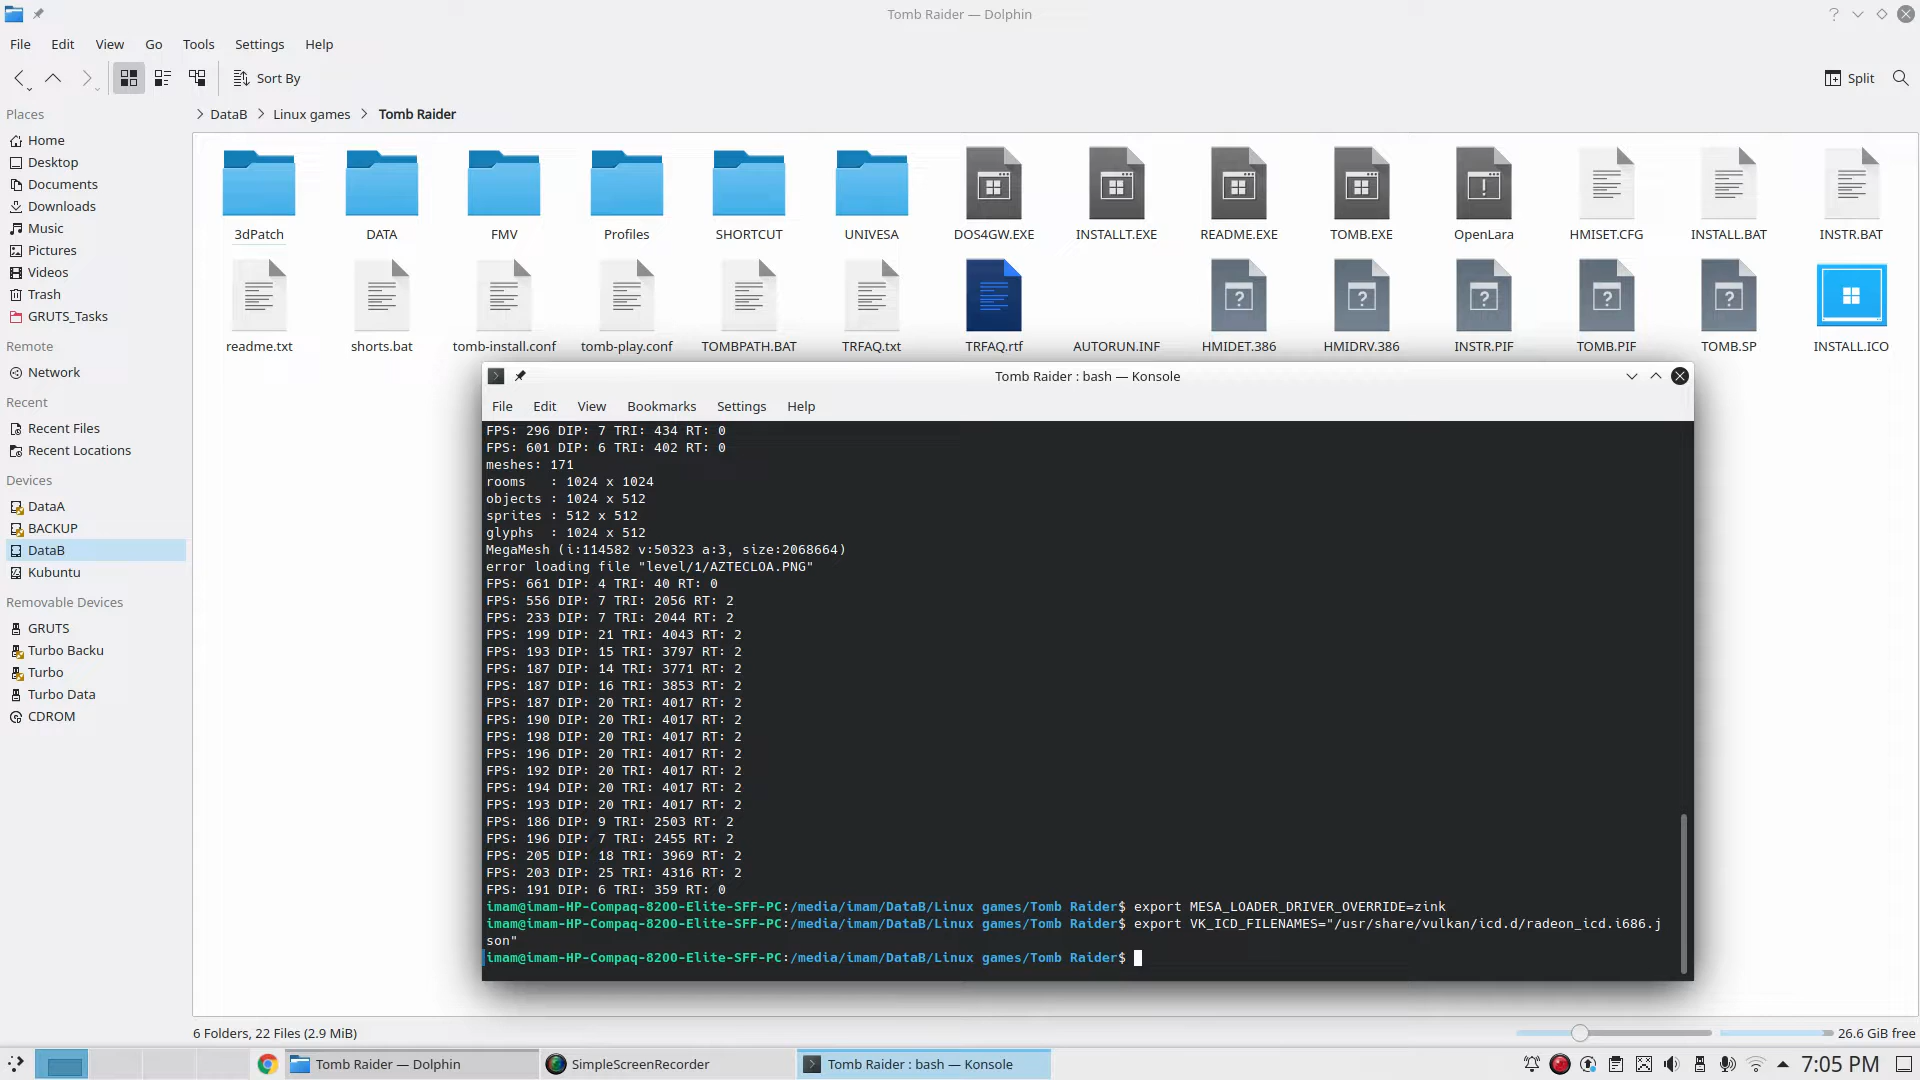 Tomb Raider — Dolphin
File Edit View Go Tools Settings Help
Sort By
Split
Places
Home
Desktop
Documents
Downloads
Music
Pictures
Videos
Trash
GRUTS_Tasks
Remote
Network
Recent
Recent Files
Recent Locations
Devices
DataA
BACKUP
DataB
Kubuntu
Removable Devices
GRUTS
Turbo Backu
Turbo
Turbo Data
CDROM
DataB Linux games Tomb Raider
3dPatch DATA FMV Profiles SHORTCUT UNIVESA DOS4GW.EXE INSTALLT.EXE README.EXE TOMB.EXE OpenLara HMISET.CFG INSTALL.BAT INSTR.BAT
readme.txt shorts.bat tomb-install.conf tomb-play.conf TOMBPATH.BAT TRFAQ.txt TRFAQ.rtf AUTORUN.INF HMIDET.386 HMIDRV.386 INSTR.PIF TOMB.PIF TOMB.SP INSTALL.ICO
Tomb Raider : bash — Konsole
File Edit View Bookmarks Settings Help
FPS: 296 DIP: 7 TRI: 434 RT: 0
FPS: 601 DIP: 6 TRI: 402 RT: 0
meshes: 171
rooms   : 1024 x 1024
objects : 1024 x 512
sprites : 512 x 512
glyphs  : 1024 x 512
MegaMesh (i:114582 v:50323 a:3, size:2068664)
error loading file "level/1/AZTECLOA.PNG"
FPS: 661 DIP: 4 TRI: 40 RT: 0
FPS: 556 DIP: 7 TRI: 2056 RT: 2
FPS: 233 DIP: 7 TRI: 2044 RT: 2
FPS: 199 DIP: 21 TRI: 4043 RT: 2
FPS: 193 DIP: 15 TRI: 3797 RT: 2
FPS: 187 DIP: 14 TRI: 3771 RT: 2
FPS: 187 DIP: 16 TRI: 3853 RT: 2
FPS: 187 DIP: 20 TRI: 4017 RT: 2
FPS: 190 DIP: 20 TRI: 4017 RT: 2
FPS: 198 DIP: 20 TRI: 4017 RT: 2
FPS: 196 DIP: 20 TRI: 4017 RT: 2
FPS: 192 DIP: 20 TRI: 4017 RT: 2
FPS: 194 DIP: 20 TRI: 4017 RT: 2
FPS: 193 DIP: 20 TRI: 4017 RT: 2
FPS: 186 DIP: 9 TRI: 2503 RT: 2
FPS: 196 DIP: 7 TRI: 2455 RT: 2
FPS: 205 DIP: 18 TRI: 3969 RT: 2
FPS: 203 DIP: 25 TRI: 4316 RT: 2
FPS: 191 DIP: 6 TRI: 359 RT: 0
imam@imam-HP-Compaq-8200-Elite-SFF-PC:/media/imam/DataB/Linux games/Tomb Raider$ export MESA_LOADER_DRIVER_OVERRIDE=zink
imam@imam-HP-Compaq-8200-Elite-SFF-PC:/media/imam/DataB/Linux games/Tomb Raider$ export VK_ICD_FILENAMES="/usr/share/vulkan/icd.d/radeon_icd.i686.j
son"
imam@imam-HP-Compaq-8200-Elite-SFF-PC:/media/imam/DataB/Linux games/Tomb Raider$
6 Folders, 22 Files (2.9 MiB)
26.6 GiB free
Tomb Raider — Dolphin
SimpleScreenRecorder
Tomb Raider : bash — Konsole
7:05 PM